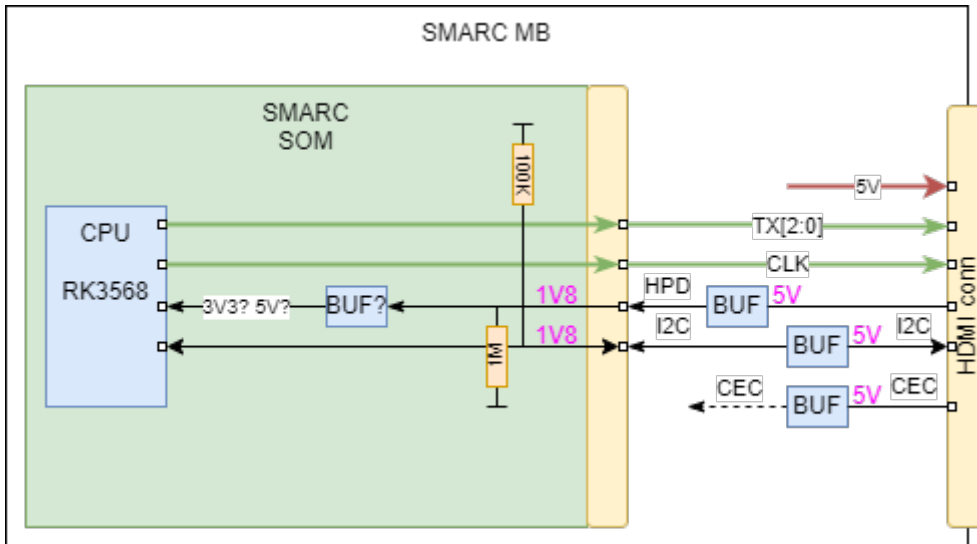 SMARC MB
SMARC
SOM
100K
5V
CPU
TX[2:0]
CLK
RK3568
3V3? 5V?
BUF?
1V8
HPD
BUF
5V
1M
1V8
I2C
BUF
5V
I2C
CEC
BUF
5V
CEC
HDMI conn